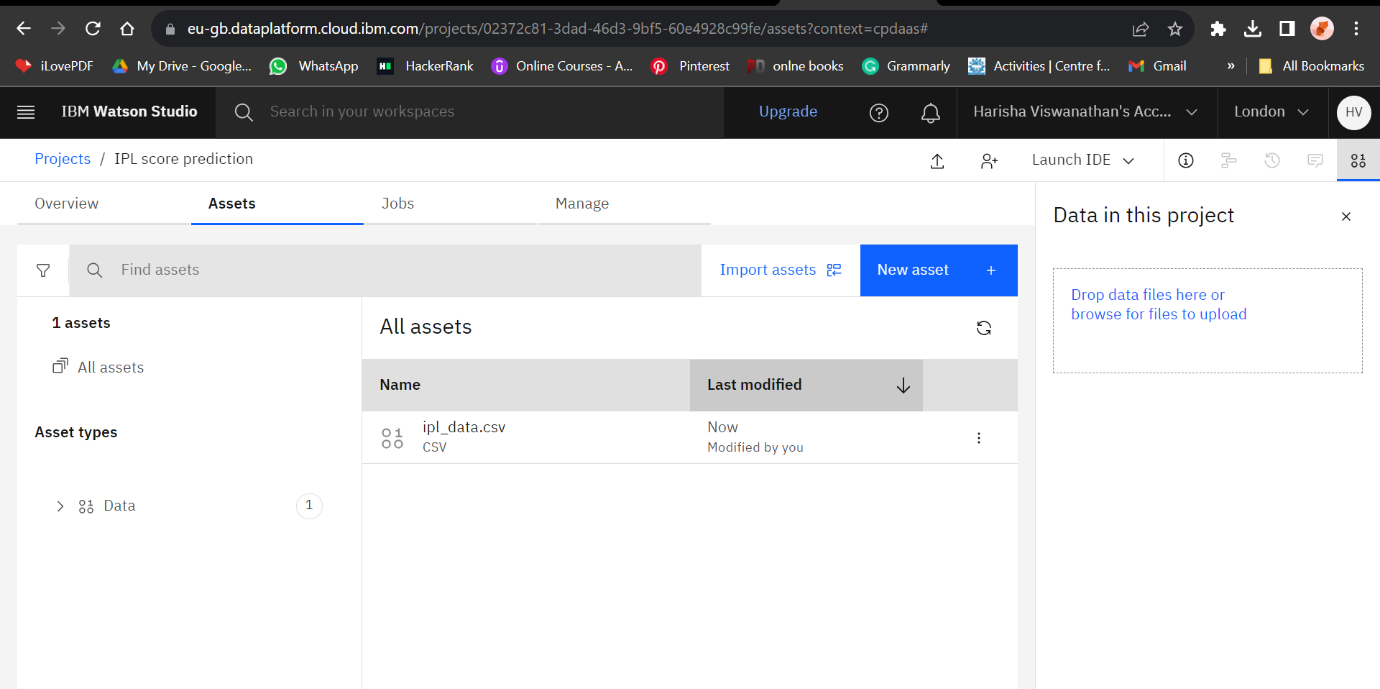 eu-gb.dataplatform.cloud.ibm.com/projects/02372c81-3dad-46d3-9bf5-60e4928c99fe/assets?context=cpdaas#
iLovePDF My Drive - Google... WhatsApp HackerRank Online Courses - A... Pinterest onlne books Grammarly Activities | Centre f... Gmail » All Bookmarks
IBM Watson Studio Search in your workspaces Upgrade Harisha Viswanathan's Acc... London HV
Projects / IPL score prediction Launch IDE
Overview Assets Jobs Manage
Data in this project
Find assets Import assets New asset +
Drop data files here or
browse for files to upload
1 assets
All assets
All assets
Asset types
Data 1
Name Last modified
ipl_data.csv Now
CSV Modified by you